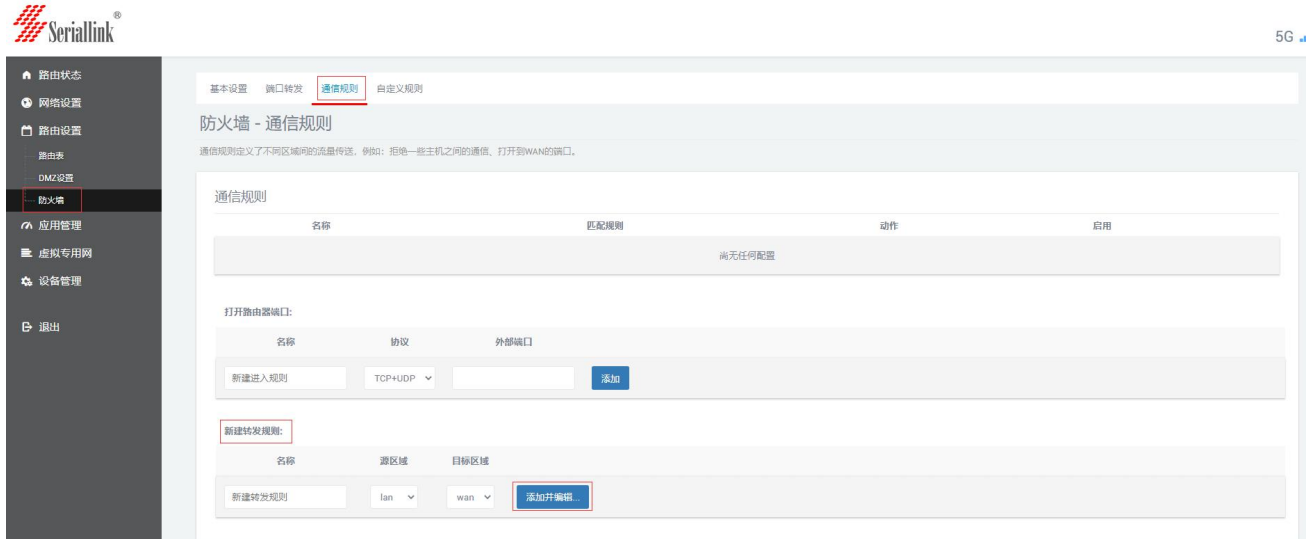 Seriallink®
5G
路由状态
网络设置
路由设置
路由表
DMZ设置
防火墙
应用管理
虚拟专用网
设备管理
退出
基本设置 端口转发 通信规则 自定义规则
防火墙 - 通信规则
通信规则定义了不同区域间的流量传送，例如：拒绝一些主机之间的通信、打开到WAN的端口。
通信规则
名称 匹配规则 动作 启用
尚无任何配置
打开路由器端口:
名称 协议 外部端口
新建进入规则 TCP+UDP 添加
新建转发规则:
名称 源区域 目标区域
新建转发规则 lan wan 添加并编辑...